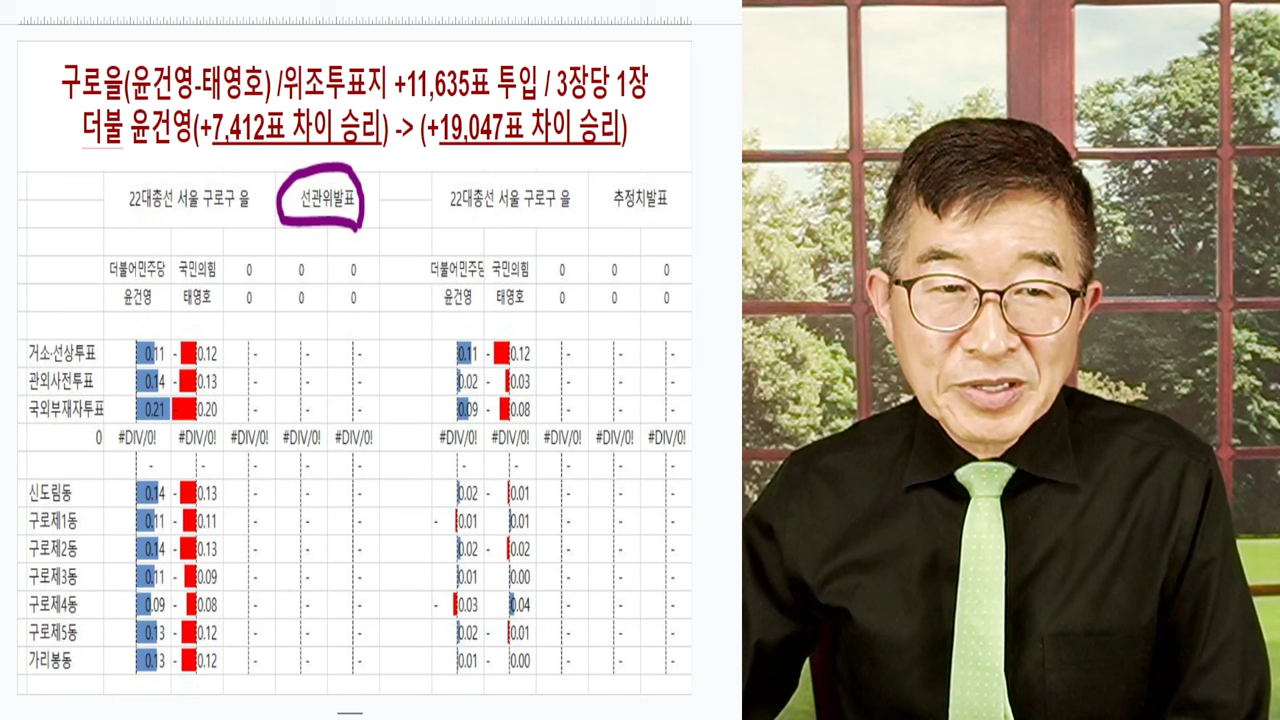 구로을(윤건영-태영호) /위조투표지 +11,635표 투입 / 3장당 1장
더불 윤건영(+7,412표 차이 승리) -> (+19,047표 차이 승리)
22대총선 서울 구로구 을 선관위발표 22대총선 서울 구로구 을 추정치발표
더불어민주당 국민의힘 0 0 0 더불어민주당 국민의힘 0 0 0
윤건영 태영호 0 0 0 윤건영 태영호 0 0 0
거소·선상투표 0.11 - 0.12 - - - 0.11 - 0.12 - - -
관외사전투표 0.14 - 0.13 - - - 0.02 - 0.03 - - -
국외부재자투표 0.21 - 0.20 - - - 0.09 - 0.08 - - -
0 #DIV/0! #DIV/0! #DIV/0! #DIV/0! #DIV/0! #DIV/0! #DIV/0! #DIV/0! #DIV/0! #DIV/0!
- - - - - - - - - -
신도림동 0.14 - 0.13 - - - 0.02 - 0.01 - - -
구로제1동 0.11 - 0.11 - - - - 0.01 0.01 - - -
구로제2동 0.14 - 0.13 - - - 0.02 - 0.02 - - -
구로제3동 0.11 - 0.09 - - - 0.01 0.00 - - -
구로제4동 0.09 - 0.08 - - - - 0.03 0.04 - - -
구로제5동 0.13 - 0.12 - - - 0.02 - 0.01 - - -
가리봉동 0.13 - 0.12 - - - 0.01 - 0.00 - - -